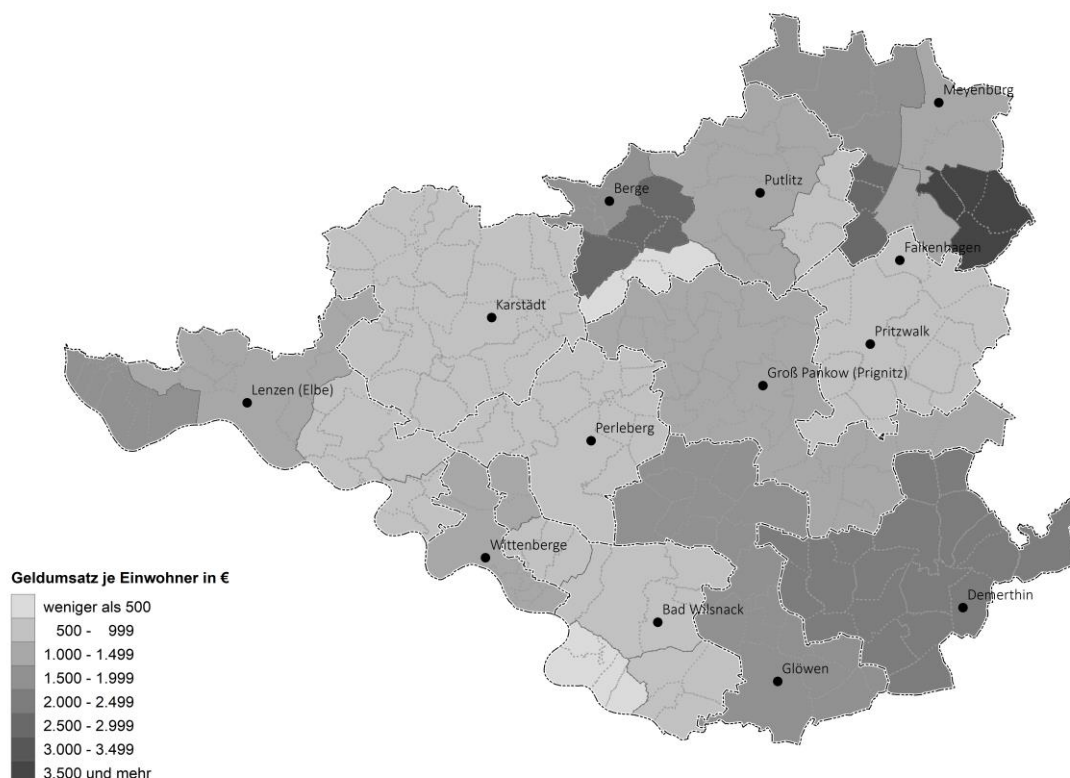 Meyenburg
Putlitz
Berge
Falkenhagen
Karstädt
Pritzwalk
Groß Pankow (Prignitz)
Lenzen (Elbe)
Perleberg
Wittenberge
Demerthin
Bad Wilsnack
Glöwen
Geldumsatz je Einwohner in €
weniger als 500
500 - 999
1.000 - 1.499
1.500 - 1.999
2.000 - 2.499
2.500 - 2.999
3.000 - 3.499
3.500 und mehr